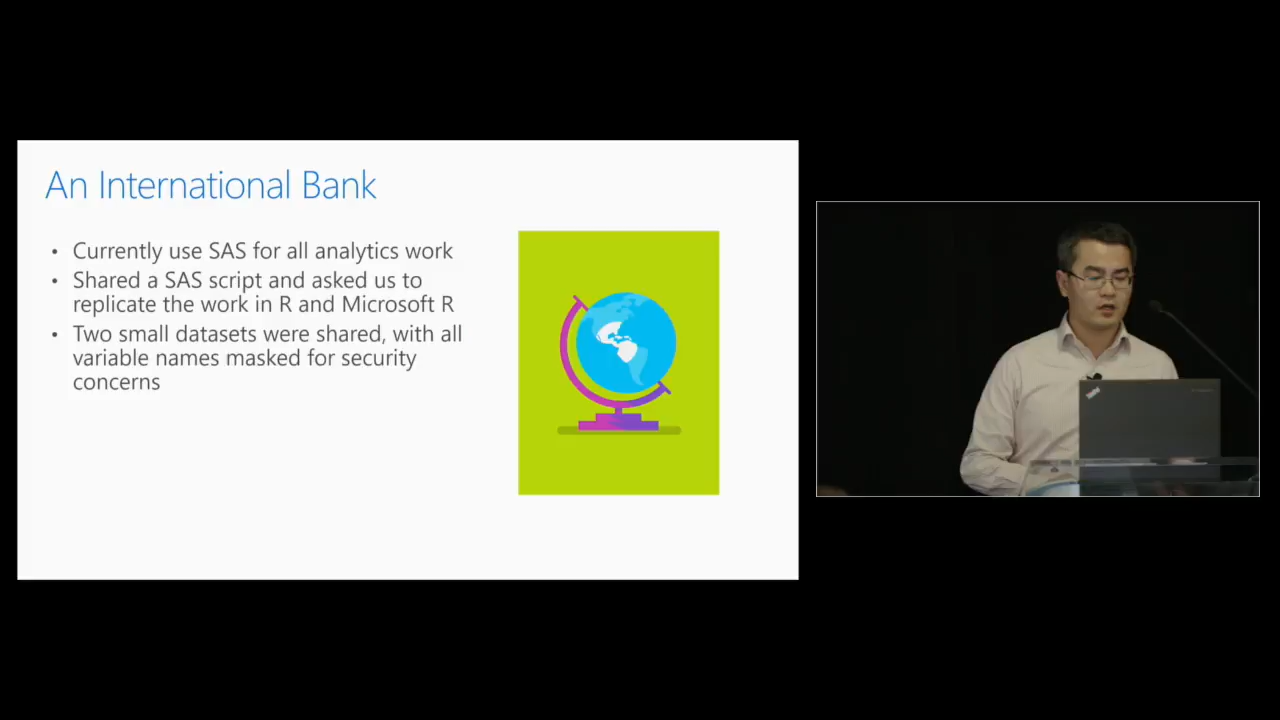 An International Bank
• Currently use SAS for all analytics work
• Shared a SAS script and asked us to
replicate the work in R and Microsoft R
• Two small datasets were shared, with all
variable names masked for security
concerns